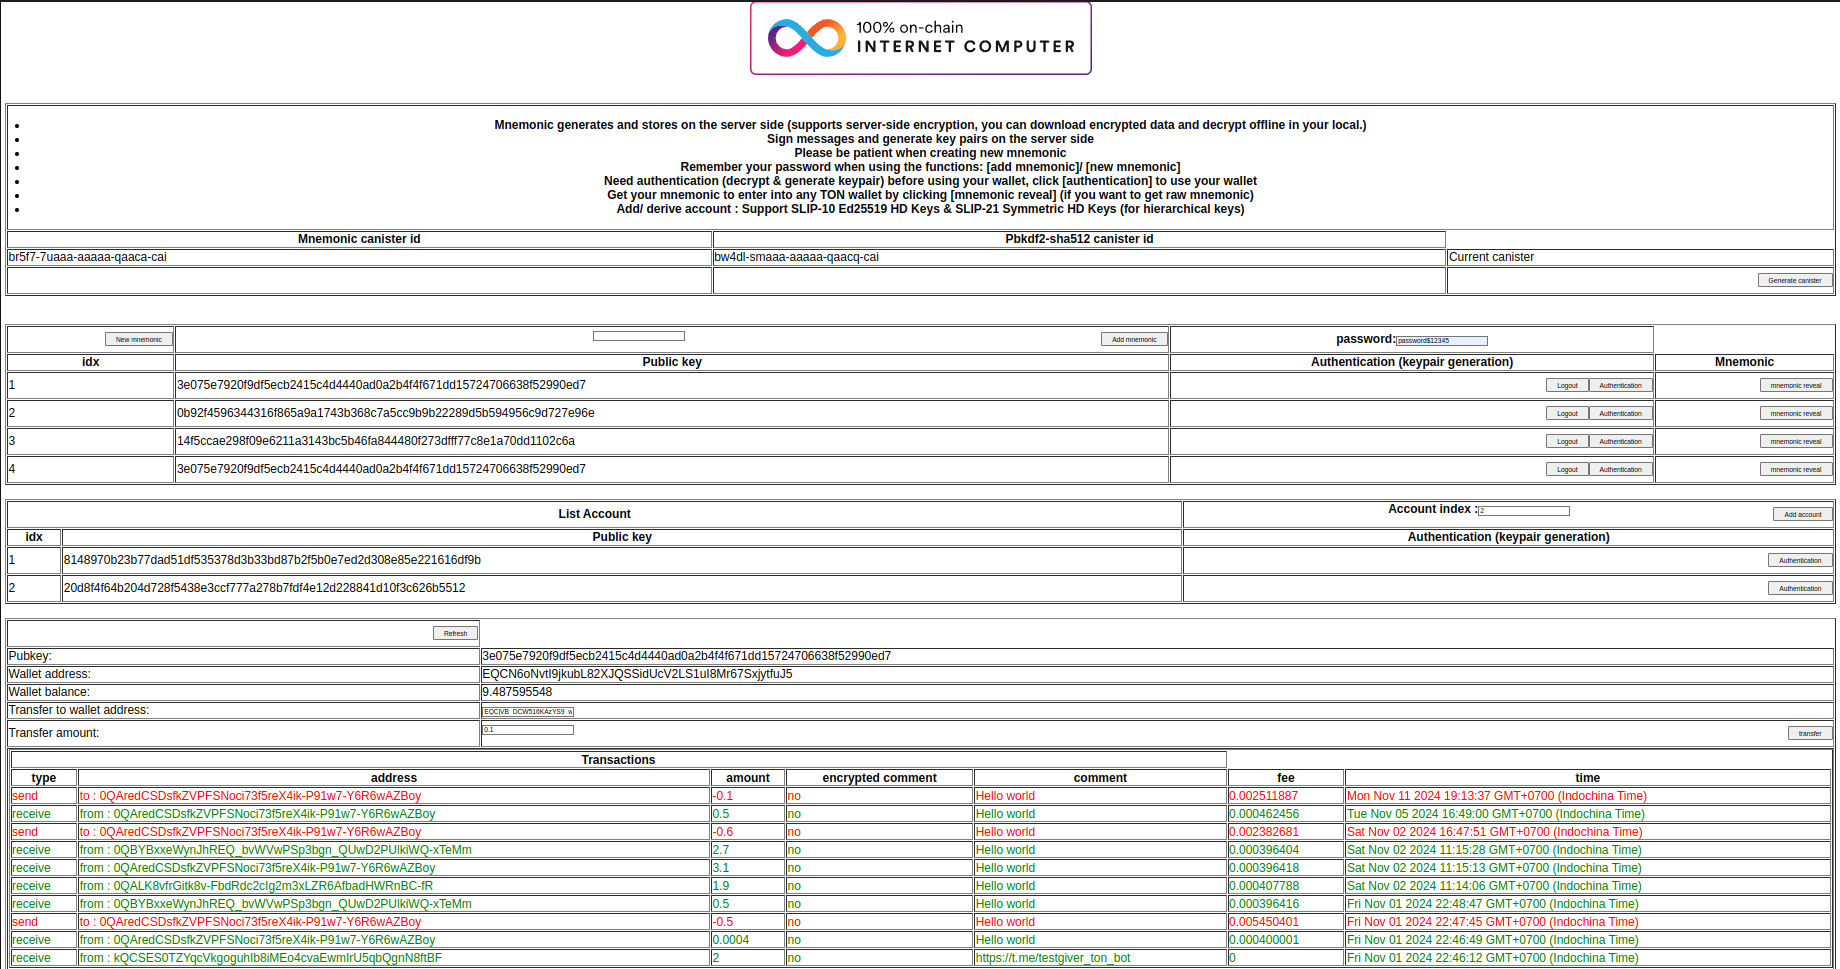 100% on-chain
INTERNET COMPUTER
Mnemonic generates and stores on the server side (supports server-side encryption, you can download encrypted data and decrypt offline in your local.)
Sign messages and generate key pairs on the server side
Please be patient when creating new mnemonic
Remember your password when using the functions: [add mnemonic]/ [new mnemonic]
Need authentication (decrypt & generate keypair) before using your wallet, click [authentication] to use your wallet
Get your mnemonic to enter into any TON wallet by clicking [mnemonic reveal] (if you want to get raw mnemonic)
Add/ derive account : Support SLIP-10 Ed25519 HD Keys & SLIP-21 Symmetric HD Keys (for hierarchical keys)
Mnemonic canister id Pbkdf2-sha512 canister id
br5f7-7uaaa-aaaaa-qaaca-cai bw4dl-smaaa-aaaaa-qaacq-cai Current canister
Generate canister
New mnemonic Add mnemonic password: password$12345
idx Public key Authentication (keypair generation) Mnemonic
1 3e075e7920f9df5ecb2415c4d4440ad0a2b4f4f671dd15724706638f52990ed7 Logout Authentication mnemonic reveal
2 0b92f4596344316f865a9a1743b368c7a5cc9b9b22289d5b594956c9d727e96e Logout Authentication mnemonic reveal
3 14f5ccae298f09e6211a3143bc5b46fa844480f273dfff77c8e1a70dd1102c6a Logout Authentication mnemonic reveal
4 3e075e7920f9df5ecb2415c4d4440ad0a2b4f4f671dd15724706638f52990ed7 Logout Authentication mnemonic reveal
List Account Account index : 2 Add account
idx Public key Authentication (keypair generation)
1 8148970b23b77dad51df535378d3b33bd87b2f5b0e7ed2d308e85e221616df9b Authentication
2 20d8f4f64b204d728f5438e3ccf777a278b7fdf4e12d228841d10f3c626b5512 Authentication
Refresh
Pubkey: 3e075e7920f9df5ecb2415c4d4440ad0a2b4f4f671dd15724706638f52990ed7
Wallet address: EQCN6oNvtI9jkubL82XJQSSidUcV2LS1uI8Mr67SxjytfuJ5
Wallet balance: 9.487595548
Transfer to wallet address: EQCjVB_DCW516KAzYS9_w
Transfer amount: 0.1 transfer
Transactions
type address amount encrypted comment comment fee time
send to : 0QAredCSDsfkZVPFSNoci73f5reX4ik-P91w7-Y6R6wAZBoy -0.1 no Hello world 0.002511887 Mon Nov 11 2024 19:13:37 GMT+0700 (Indochina Time)
receive from : 0QAredCSDsfkZVPFSNoci73f5reX4ik-P91w7-Y6R6wAZBoy 0.5 no Hello world 0.000462456 Tue Nov 05 2024 16:49:00 GMT+0700 (Indochina Time)
send to : 0QAredCSDsfkZVPFSNoci73f5reX4ik-P91w7-Y6R6wAZBoy -0.6 no Hello world 0.002382681 Sat Nov 02 2024 16:47:51 GMT+0700 (Indochina Time)
receive from : 0QBYBxxeWynJhREQ_bvWVwPSp3bgn_QUwD2PUlkiWQ-xTeMm 2.7 no Hello world 0.000396404 Sat Nov 02 2024 11:15:28 GMT+0700 (Indochina Time)
receive from : 0QAredCSDsfkZVPFSNoci73f5reX4ik-P91w7-Y6R6wAZBoy 3.1 no Hello world 0.000396418 Sat Nov 02 2024 11:15:13 GMT+0700 (Indochina Time)
receive from : 0QALK8vfrGitk8v-FbdRdc2cIg2m3xLZR6AfbadHWRnBC-fR 1.9 no Hello world 0.000407788 Sat Nov 02 2024 11:14:06 GMT+0700 (Indochina Time)
receive from : 0QBYBxxeWynJhREQ_bvWVwPSp3bgn_QUwD2PUlkiWQ-xTeMm 0.5 no Hello world 0.000396416 Fri Nov 01 2024 22:48:47 GMT+0700 (Indochina Time)
send to : 0QAredCSDsfkZVPFSNoci73f5reX4ik-P91w7-Y6R6wAZBoy -0.5 no Hello world 0.005450401 Fri Nov 01 2024 22:47:45 GMT+0700 (Indochina Time)
receive from : 0QAredCSDsfkZVPFSNoci73f5reX4ik-P91w7-Y6R6wAZBoy 0.0004 no Hello world 0.000400001 Fri Nov 01 2024 22:46:49 GMT+0700 (Indochina Time)
receive from : kQCSES0TZYqcVkgoguhIb8iMEo4cvaEwmIrU5qbQgnN8ftBF 2 no https://t.me/testgiver_ton_bot 0 Fri Nov 01 2024 22:46:12 GMT+0700 (Indochina Time)